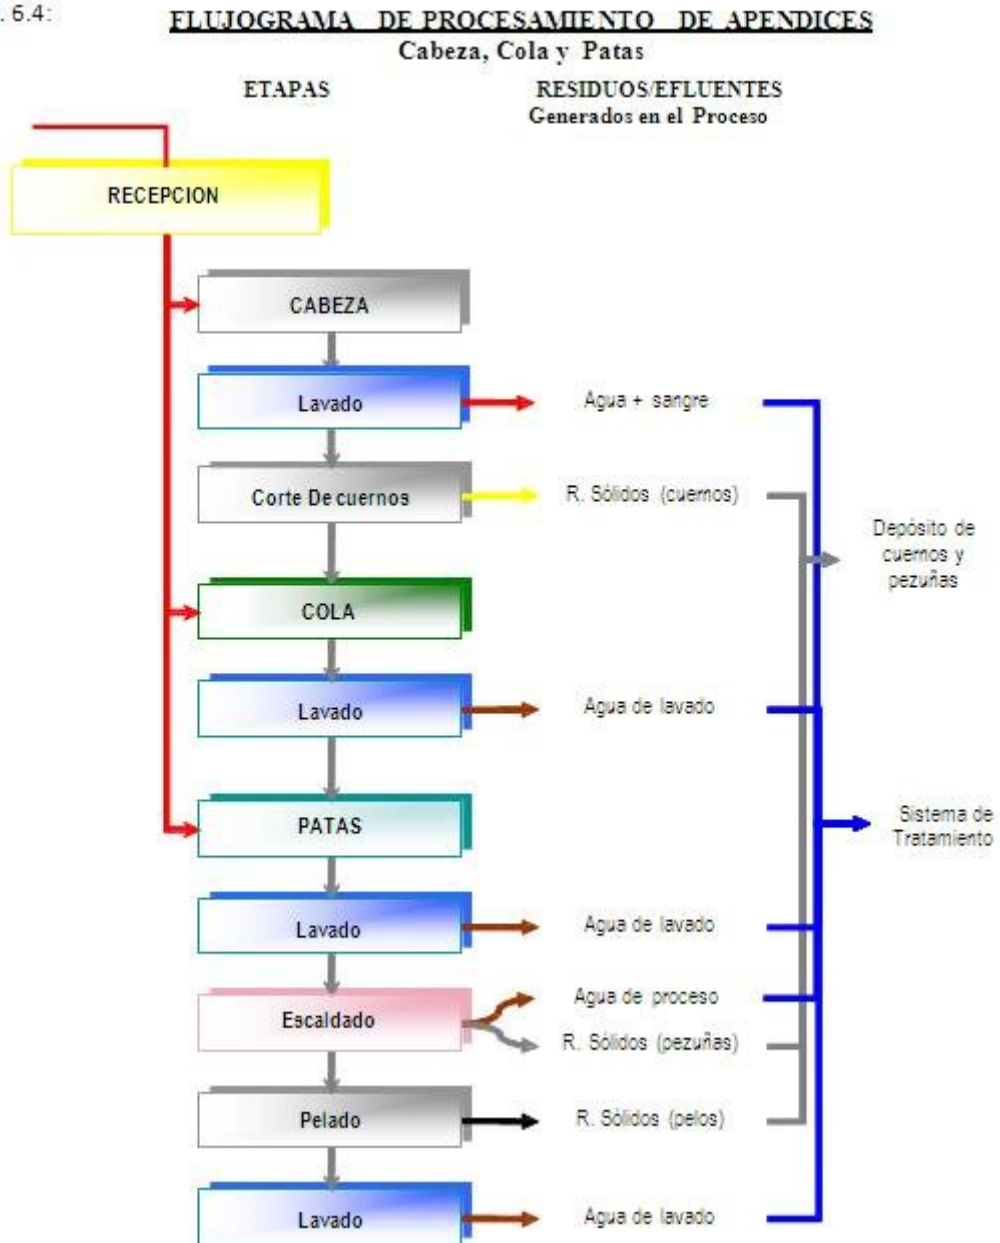 . 6.4:
FLUJOGRAMA DE PROCESAMIENTO DE APENDICES
Cabeza, Cola y Patas
ETAPAS
RESIDUOS/EFLUENTES
Generados en el Proceso
RECEPCION
CABEZA
Lavado
Agua + sangre
Corte De cuernos
R. Sólidos (cuernos)
Depósito de
cuernos y
pezuñas
COLA
Lavado
Agua de lavado
PATAS
Sistema de
Tratamiento
Lavado
Agua de lavado
Escaldado
Agua de proceso
R. Sólidos (pezuñas)
Pelado
R. Sólidos (pelos)
Lavado
Agua de lavado